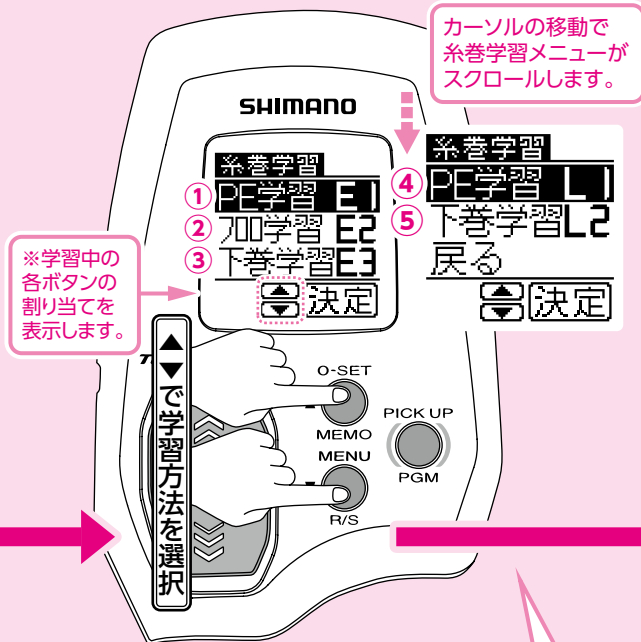 カーソルの移動で
糸巻学習メニューが
スクロールします。
SHIMANO
糸巻学習
① PE学習 E1
② フロロ学習 E2
③ 下巻学習 E3
決定
糸巻学習
④ PE学習 L1
⑤ 下巻学習 L2
戻る
決定
※学習中の
各ボタンの
割り当てを
表示します。
▲▼で学習方法を選択
0-SET
MEMO
MENU
R/S
PICK UP
PGM